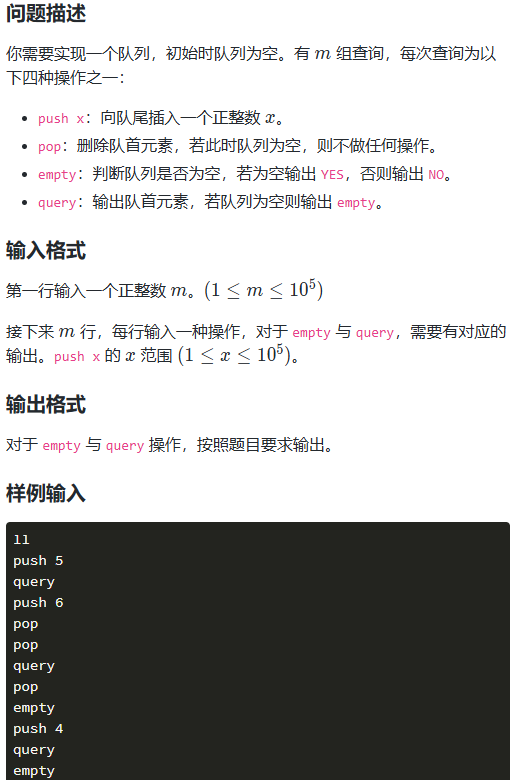 问题描述
你需要实现一个队列，初始时队列为空。有 m 组查询，每次查询为以
下四种操作之一：
• push x：向队尾插入一个正整数 x。
• pop：删除队首元素，若此时队列为空，则不做任何操作。
• empty：判断队列是否为空，若为空输出 YES，否则输出 NO。
• query：输出队首元素，若队列为空则输出 empty。
输入格式
第一行输入一个正整数 m。(1 ≤ m ≤ 10⁵)
接下来 m 行，每行输入一种操作，对于 empty 与 query，需要有对应的
输出。push x 的 x 范围 (1 ≤ x ≤ 10⁵)。
输出格式
对于 empty 与 query 操作，按照题目要求输出。
样例输入
ll
push 5
query
push 6
pop
pop
query
pop
empty
push 4
query
empty